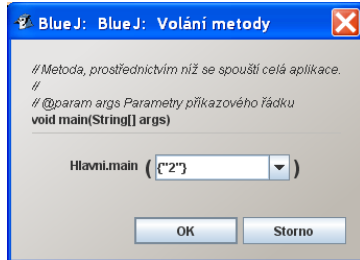 BlueJ: BlueJ: Volání metody
// Metoda, prostřednictvím níž se spouští celá aplikace.
//
// @param args Parametry příkazového řádku
void main(String[] args)
Hlavni.main ( {"2"} )
OK Storno